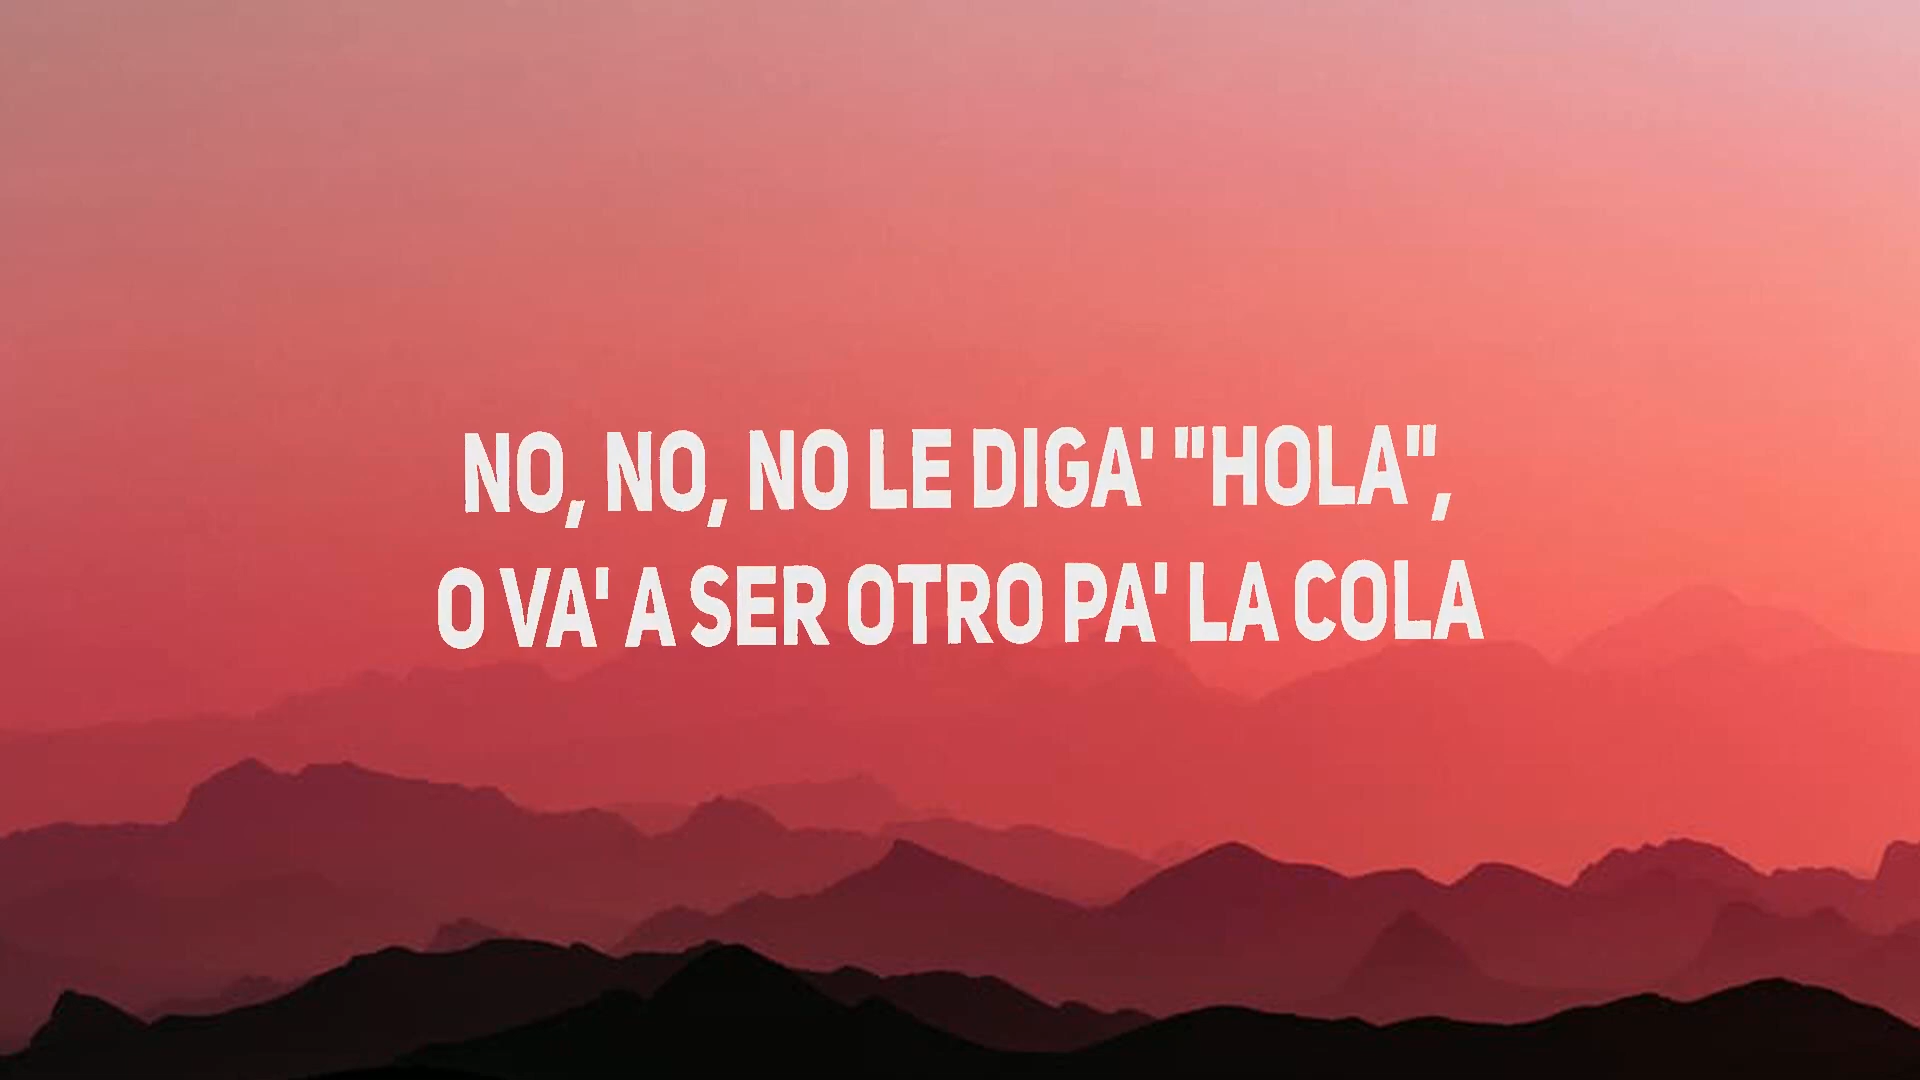 NO, NO, NO LE DIGA' "HOLA",
O VA' A SER OTRO PA' LA COLA